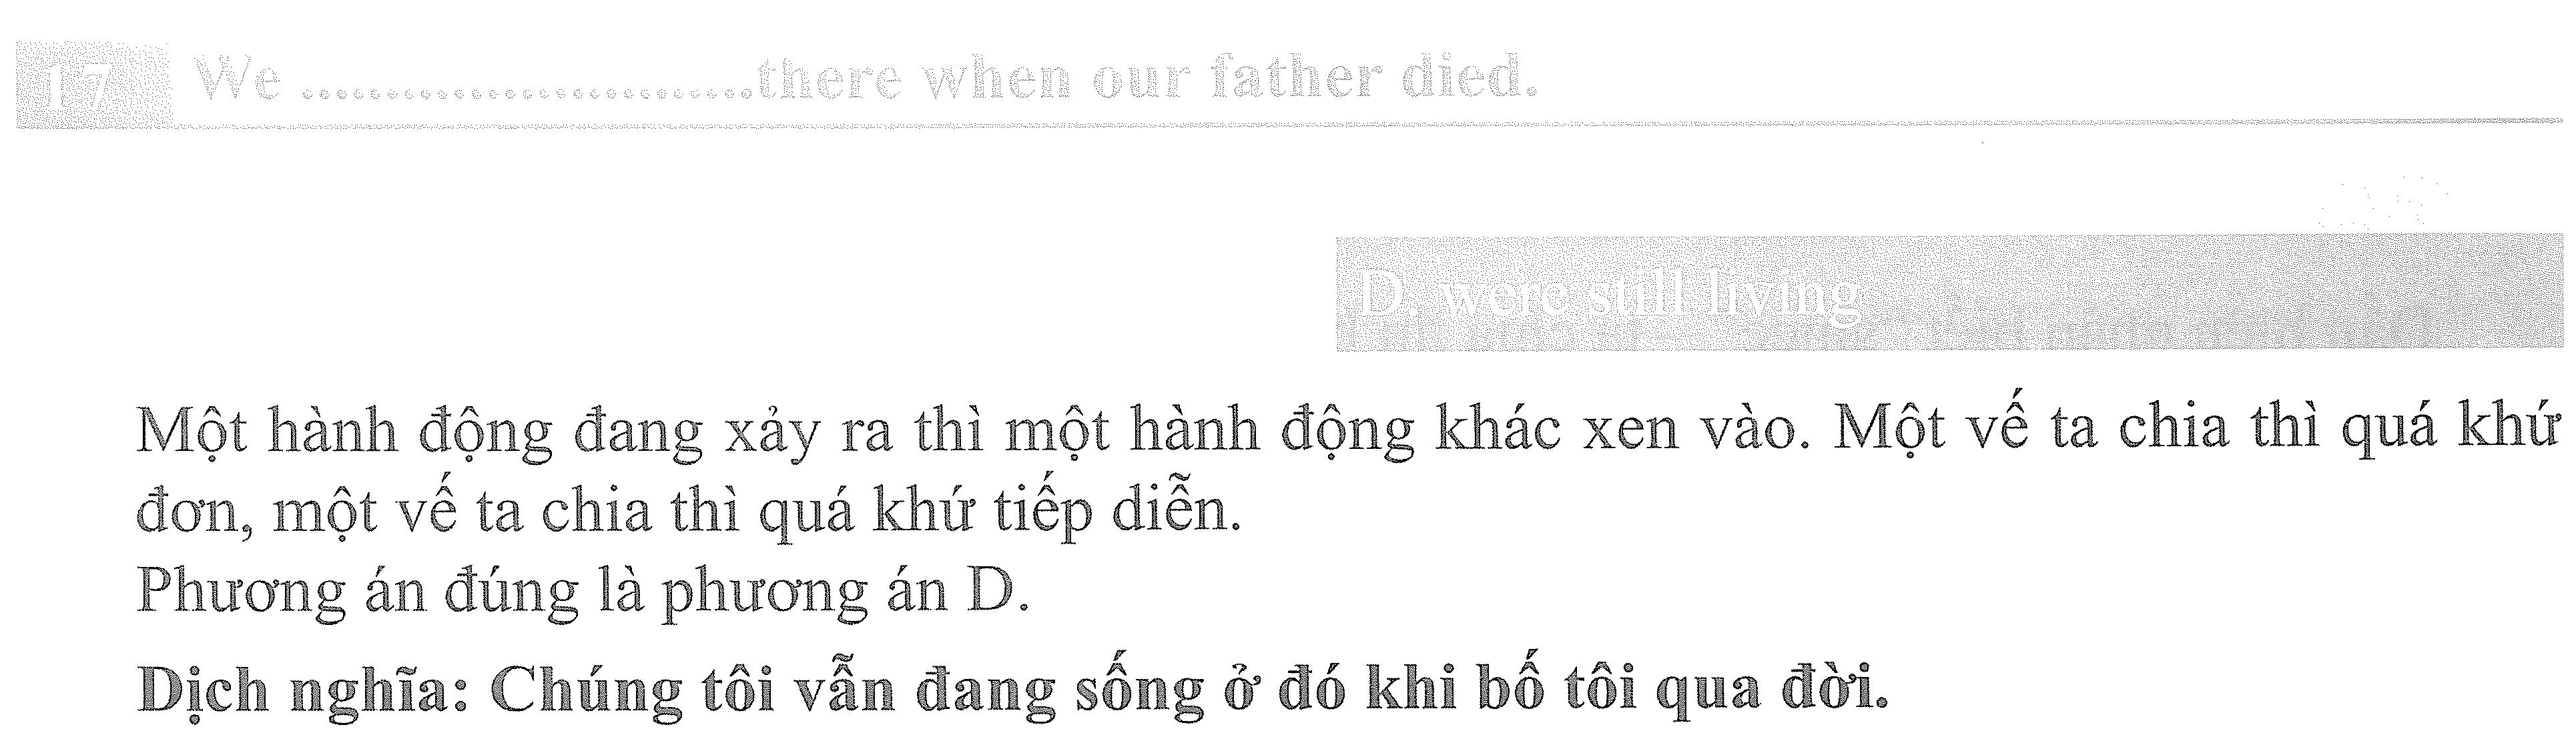 17 We ............................there when our father died.
D. were still living
Một hành động đang xảy ra thì một hành động khác xen vào. Một vế ta chia thì quá khứ
đơn, một vế ta chia thì quá khứ tiếp diễn.
Phương án đúng là phương án D.
Dịch nghĩa: Chúng tôi vẫn đang sống ở đó khi bố tôi qua đời.